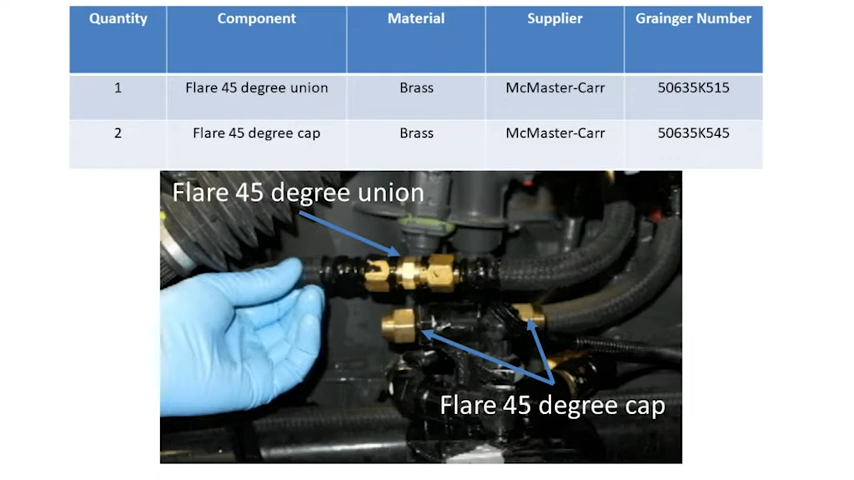 Quantity Component Material Supplier Grainger Number
1 Flare 45 degree union Brass McMaster-Carr 50635K515
2 Flare 45 degree cap Brass McMaster-Carr 50635K545
Flare 45 degree union
Flare 45 degree cap